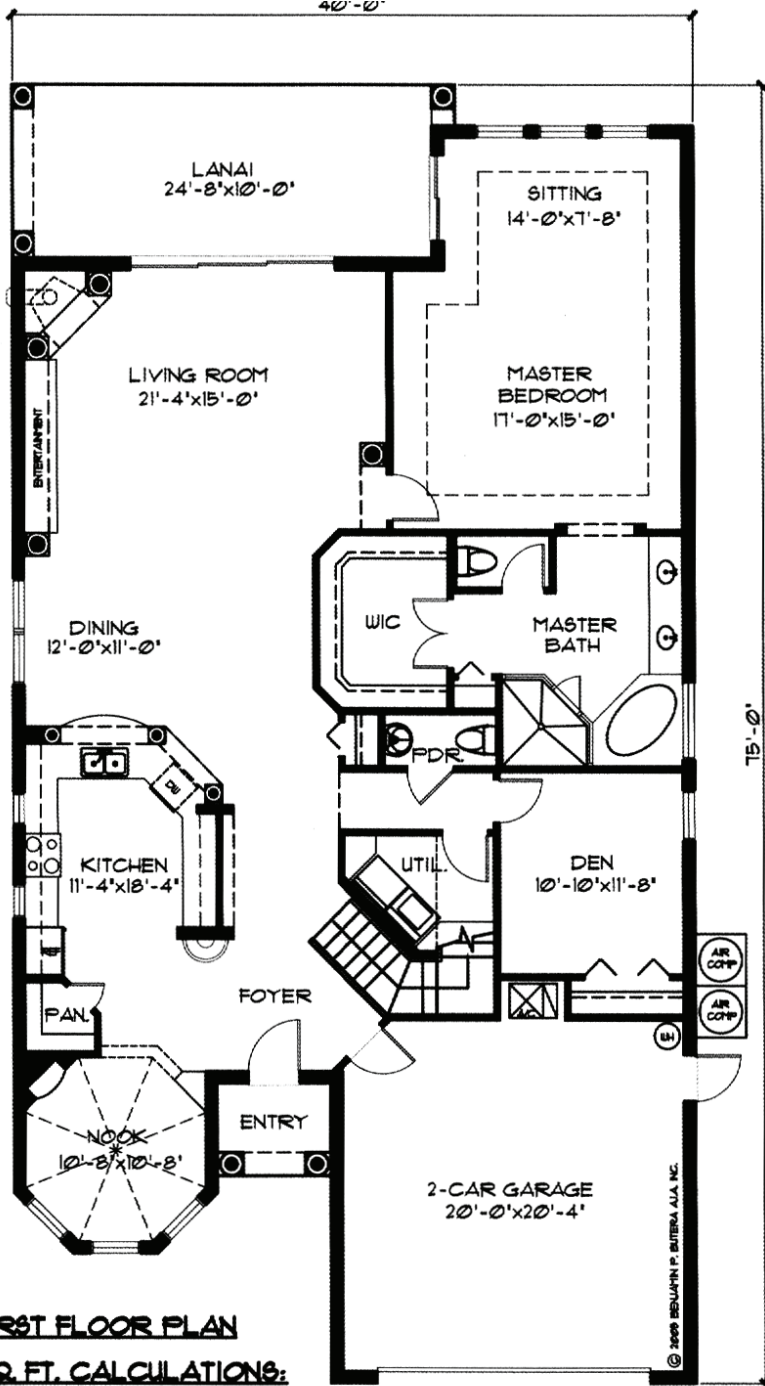 40'-0"
LANAI
24'-8"x10'-0"
SITTING
14'-0"x7'-8"
LIVING ROOM
21'-4"x15'-0"
MASTER
BEDROOM
17'-0"x15'-0"
ENTERTAINMENT
WIC
DINING
12'-0"x11'-0"
MASTER
BATH
75'-0"
PDR.
DW
KITCHEN
11'-4"x18'-4"
UTIL.
DEN
10'-10"x11'-8"
REF
AIR
COMP
AIR
COMP
PAN.
FOYER
A/C
WH
NOOK
10'-8"x10'-8"
ENTRY
2-CAR GARAGE
20'-0"x20'-4"
© 2005 BENJAMIN P. BUTERA A.I.A. INC.
RST FLOOR PLAN
Q. FT. CALCULATIONS: